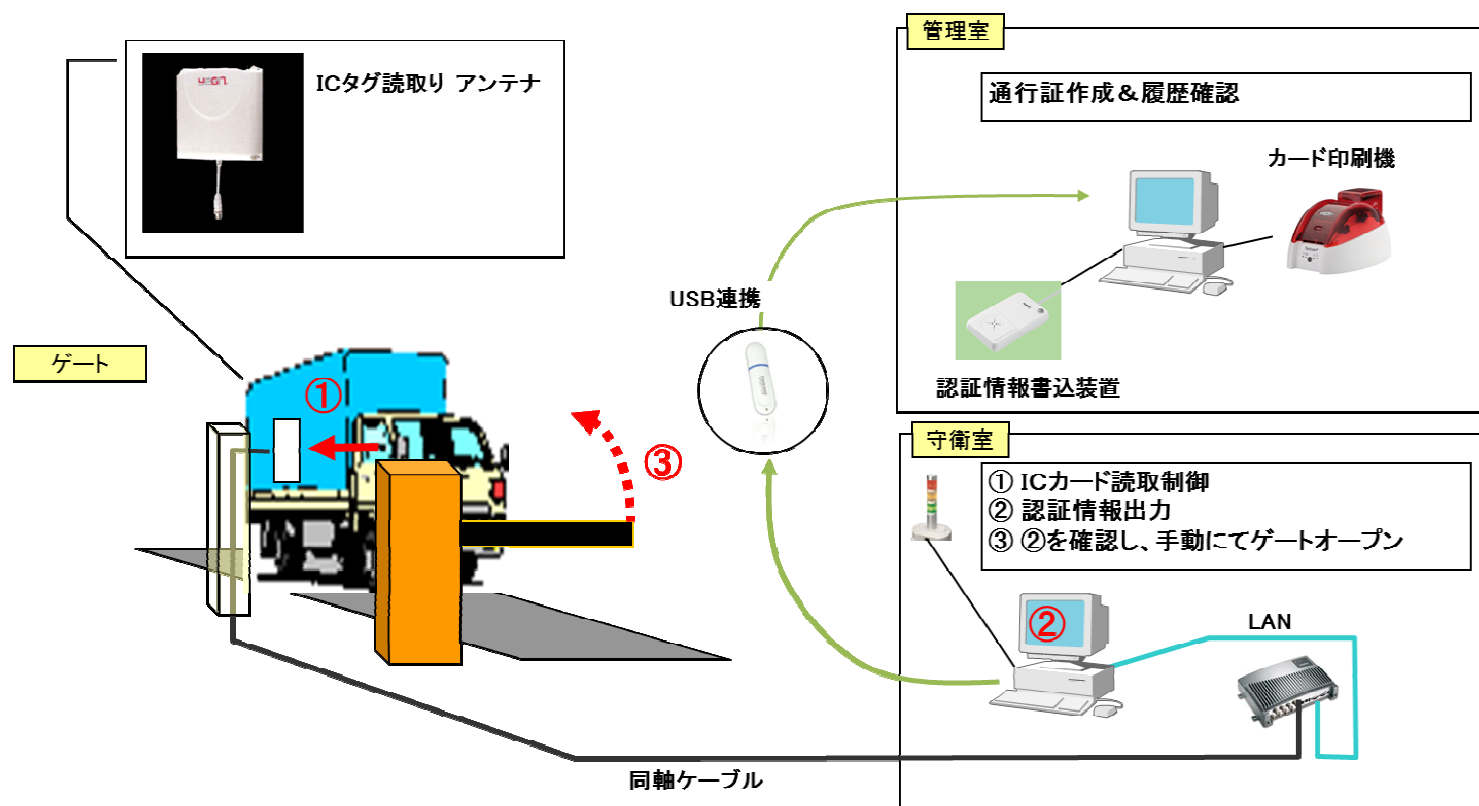 ICタグ読取り アンテナ
管理室
通行証作成＆履歴確認
カード印刷機
USB連携
認証情報書込装置
ゲート
①
③
守衛室
① ICカード読取制御
② 認証情報出力
③ ②を確認し、手動にてゲートオープン
②
LAN
同軸ケーブル